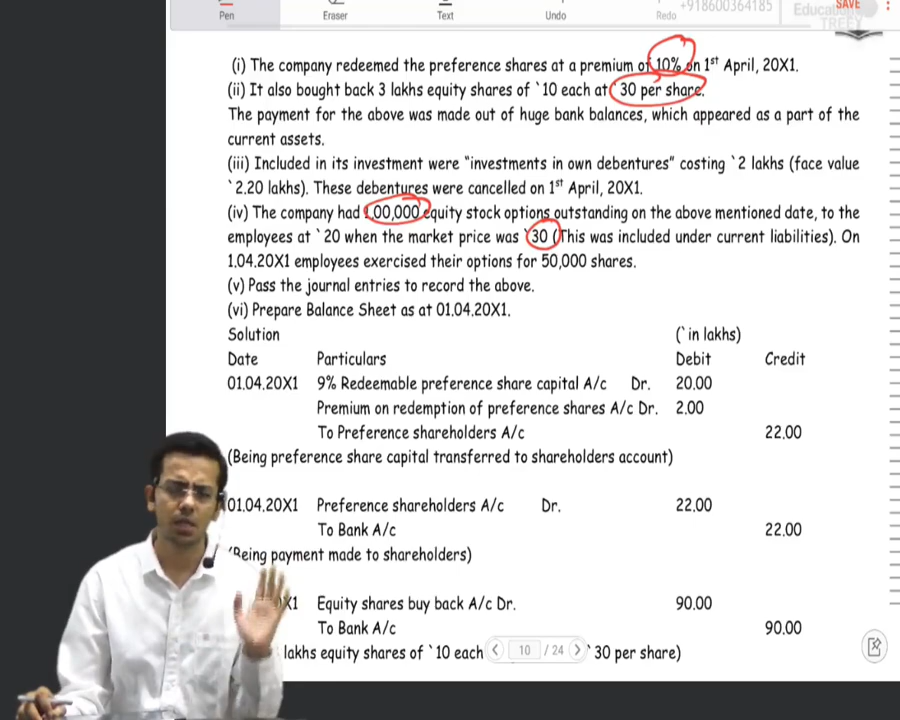 Pen Eraser Text Undo Redo
+918600364185
SAVE
TREEY
(i) The company redeemed the preference shares at a premium of 10% on 1st April, 20X1.
(ii) It also bought back 3 lakhs equity shares of `10 each at `30 per share.
The payment for the above was made out of huge bank balances, which appeared as a part of the
current assets.
(iii) Included in its investment were "investments in own debentures" costing `2 lakhs (face value
`2.20 lakhs). These debentures were cancelled on 1st April, 20X1.
(iv) The company had 1,00,000 equity stock options outstanding on the above mentioned date, to the
employees at `20 when the market price was `30 (This was included under current liabilities). On
1.04.20X1 employees exercised their options for 50,000 shares.
(v) Pass the journal entries to record the above.
(vi) Prepare Balance Sheet as at 01.04.20X1.
Solution (` in lakhs)
Date Particulars Debit Credit
01.04.20X1 9% Redeemable preference share capital A/c Dr. 20.00
Premium on redemption of preference shares A/c Dr. 2.00
To Preference shareholders A/c 22.00
(Being preference share capital transferred to shareholders account)
01.04.20X1 Preference shareholders A/c Dr. 22.00
To Bank A/c 22.00
(Being payment made to shareholders)
X1 Equity shares buy back A/c Dr. 90.00
To Bank A/c 90.00
lakhs equity shares of `10 each `30 per share)
10 / 24